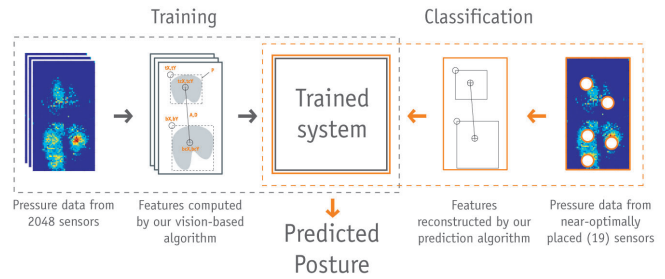 Training
Classification
Trained
system
Pressure data from
2048 sensors
Features computed
by our vision-based
algorithm
Predicted
Posture
Features
reconstructed by our
prediction algorithm
Pressure data from
near-optimally
placed (19) sensors